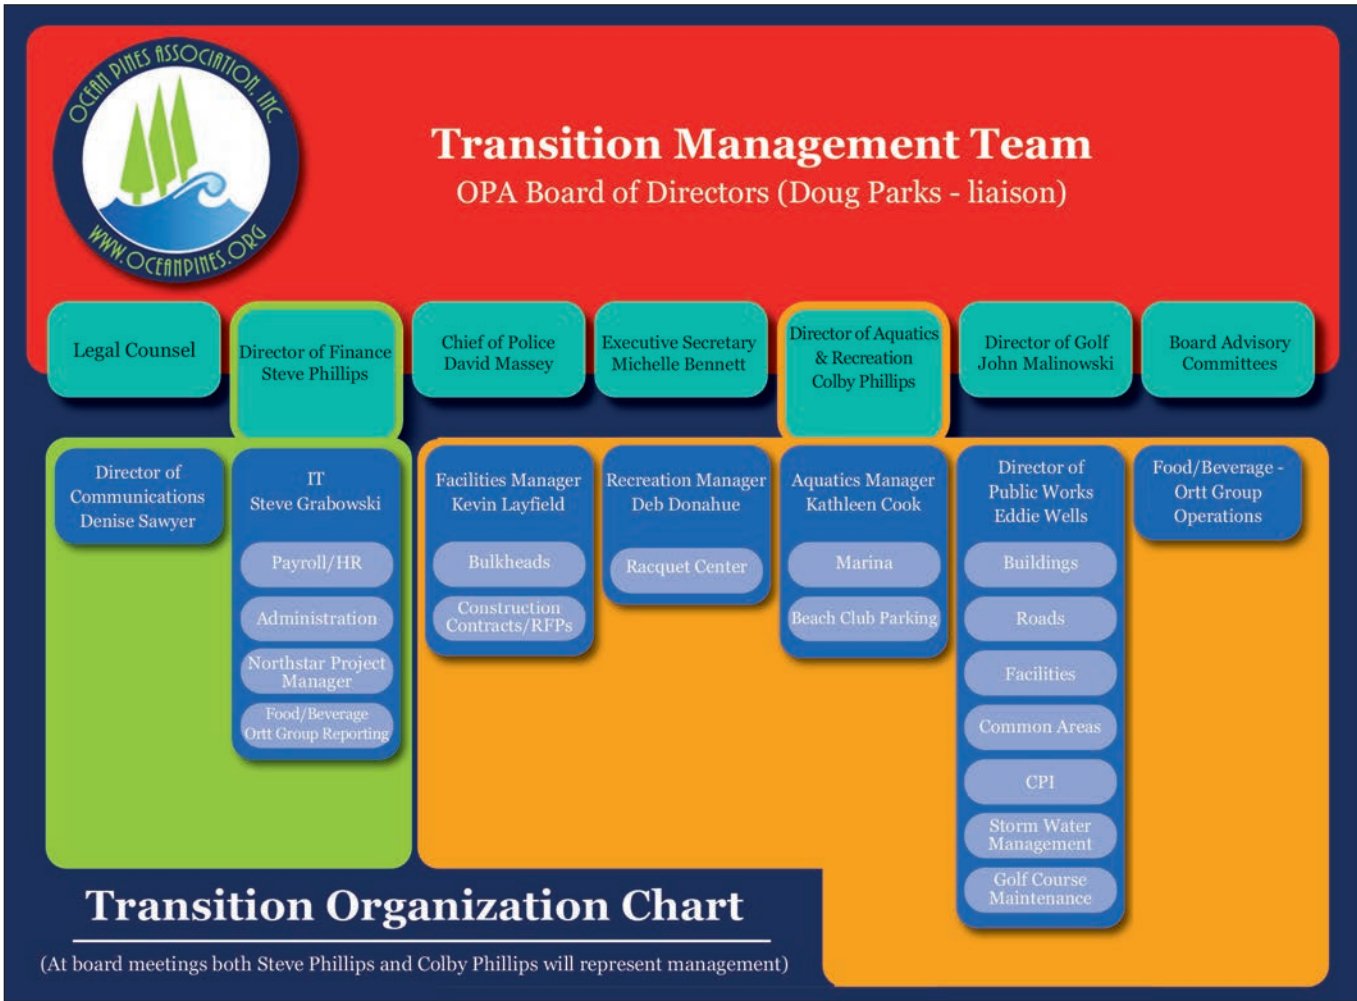 OCEAN PINES ASSOCIATION, INC.
WWW.OCEANPINES.ORG
Transition Management Team
OPA Board of Directors (Doug Parks - liaison)
Legal Counsel
Director of Finance
Steve Phillips
Chief of Police
David Massey
Executive Secretary
Michelle Bennett
Director of Aquatics
& Recreation
Colby Phillips
Director of Golf
John Malinowski
Board Advisory
Committees
Director of
Communications
Denise Sawyer
IT
Steve Grabowski
Payroll/HR
Administration
Northstar Project
Manager
Food/Beverage
Ortt Group Reporting
Facilities Manager
Kevin Layfield
Bulkheads
Construction
Contracts/RFPs
Recreation Manager
Deb Donahue
Racquet Center
Aquatics Manager
Kathleen Cook
Marina
Beach Club Parking
Director of
Public Works
Eddie Wells
Buildings
Roads
Facilities
Common Areas
CPI
Storm Water
Management
Golf Course
Maintenance
Food/Beverage -
Ortt Group
Operations
Transition Organization Chart
(At board meetings both Steve Phillips and Colby Phillips will represent management)